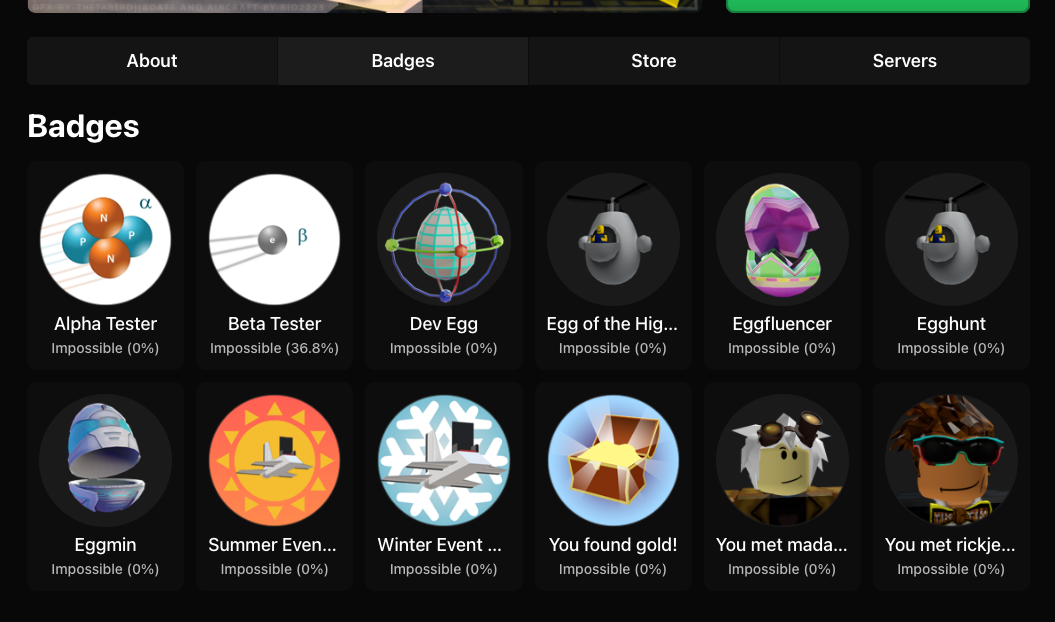 About
Badges
Store
Servers
Badges
α
N
P
P
N
e
β
Alpha Tester
Beta Tester
Dev Egg
Egg of the Hig...
Eggfluencer
Egghunt
Impossible (0%)
Impossible (36.8%)
Impossible (0%)
Impossible (0%)
Impossible (0%)
Impossible (0%)
Eggmin
Summer Even...
Winter Event ...
You found gold!
You met mada...
You met rickje...
Impossible (0%)
Impossible (0%)
Impossible (0%)
Impossible (0%)
Impossible (0%)
Impossible (0%)